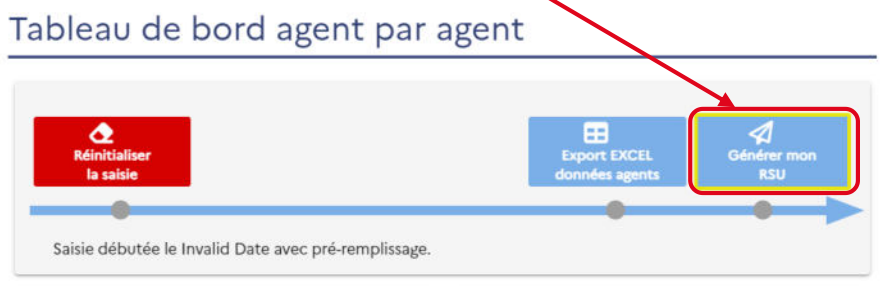 Tableau de bord agent par agent
Réinitialiser
la saisie
Export EXCEL
données agents
Générer mon
RSU
Saisie débutée le Invalid Date avec pré-remplissage.